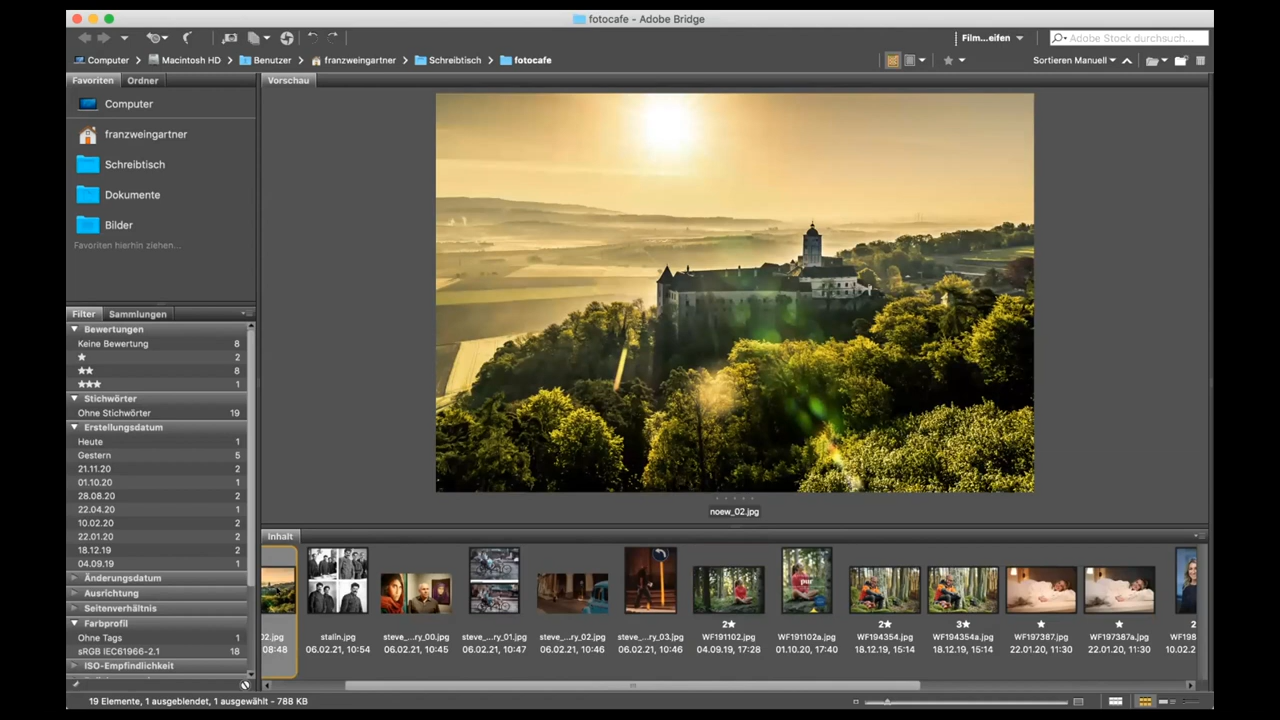 fotocafe - Adobe Bridge
Film...eifen
Adobe Stock durchsuch...
Computer
Macintosh HD
Benutzer
franzweingartner
Schreibtisch
fotocafe
Sortieren Manuell
Favoriten
Ordner
Vorschau
Computer
franzweingartner
Schreibtisch
Dokumente
Bilder
Favoriten hierhin ziehen...
noew_02.jpg
Filter
Sammlungen
Bewertungen
Keine Bewertung 8
★ 2
★★ 8
★★★ 1
Stichwörter
Ohne Stichwörter 19
Erstellungsdatum
Heute 1
Gestern 5
21.11.20 2
01.10.20 1
28.08.20 2
22.04.20 1
10.02.20 2
22.01.20 2
18.12.19 2
04.09.19 1
Änderungsdatum
Ausrichtung
Seitenverhältnis
Farbprofil
Ohne Tags 1
sRGB IEC61966-2.1 18
ISO-Empfindlichkeit
Inhalt
pur
2★ 2★ 3★ ★ ★ 2
02.jpg stalin.jpg steve_...ry_00.jpg steve_...ry_01.jpg steve_...ry_02.jpg steve_...ry_03.jpg WF191102.jpg WF191102a.jpg WF194354.jpg WF194354a.jpg WF197387.jpg WF197387a.jpg WF198
08:48 06.02.21, 10:54 06.02.21, 10:45 06.02.21, 10:47 06.02.21, 10:46 06.02.21, 10:46 04.09.19, 17:28 01.10.20, 17:40 18.12.19, 15:14 18.12.19, 15:14 22.01.20, 11:30 22.01.20, 11:30 10.02.2
19 Elemente, 1 ausgeblendet, 1 ausgewählt - 788 KB